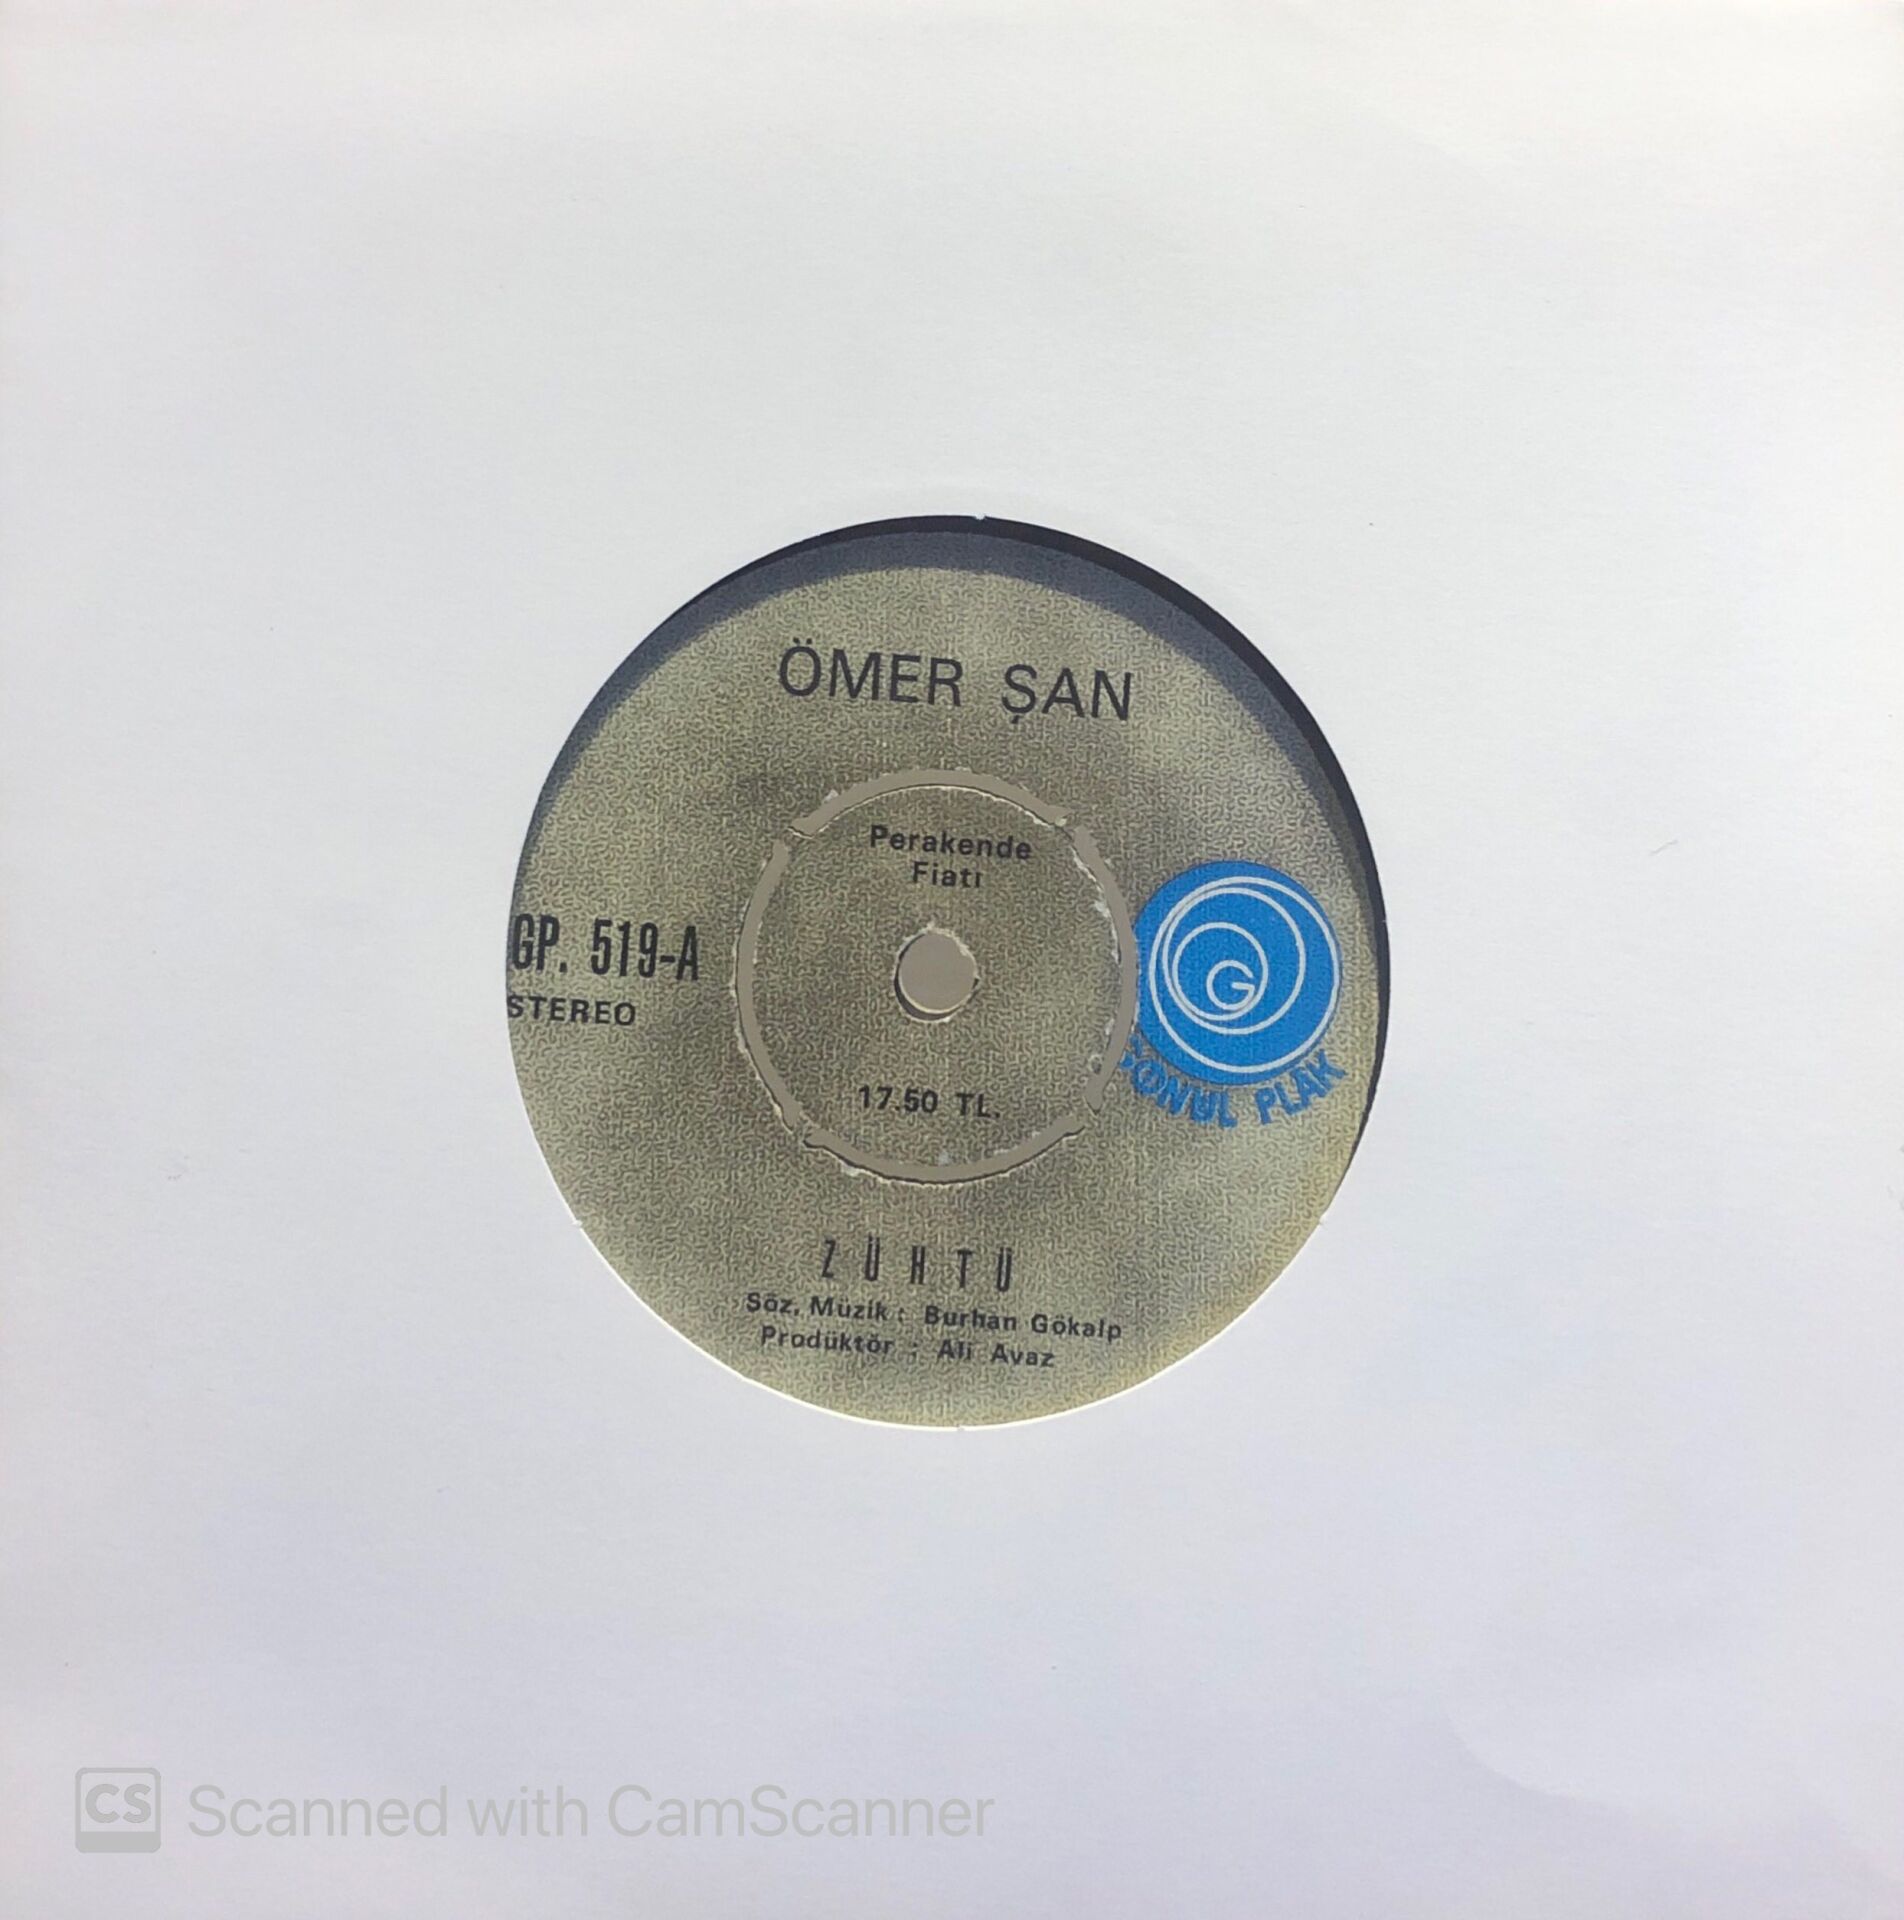 ÖMER ŞAN
Perakende
Fiatı
GP. 519-A
STEREO
G
GÖNÜL PLAK
17.50 TL.
ZÜHTÜ
Söz, Müzik : Burhan Gökalp
Prodüktör : Ali Avaz
CS Scanned with CamScanner